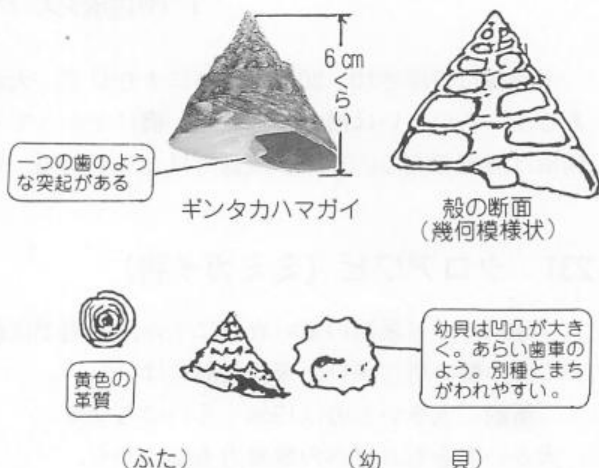 6cmくらい
一つの歯のよう
な突起がある
ギンタカハマガイ
殻の断面
(幾何模様状)
黄色の
革質
幼貝は凹凸が大き
く。あらい歯車の
よう。別種とまち
がわれやすい。
(ふた)
(幼 貝)